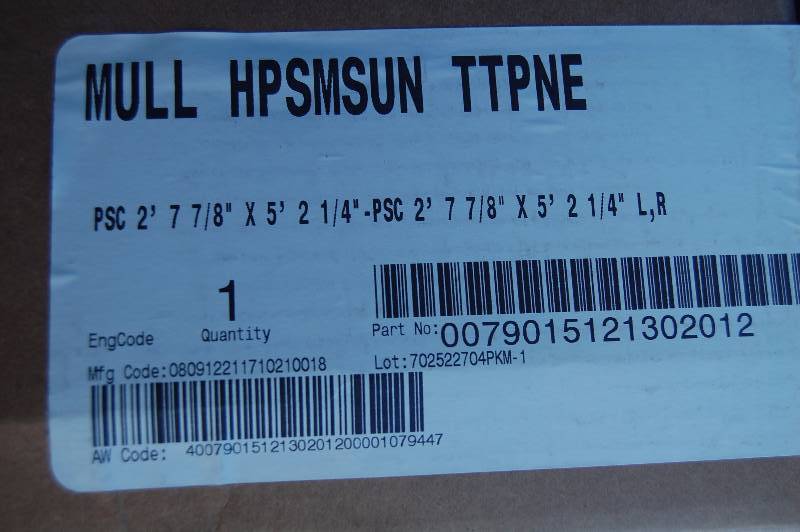 MULL HPSMSUN TTPNE
PSC 2' 7 7/8" X 5' 2 1/4"-PSC 2' 7 7/8" X 5' 2 1/4" L,R
1
EngCode Quantity
Part No:0079015121302012
Mfg Code:080912211710210018 Lot:702522704PKM-1
AW Code: 4007901512130201200001079447